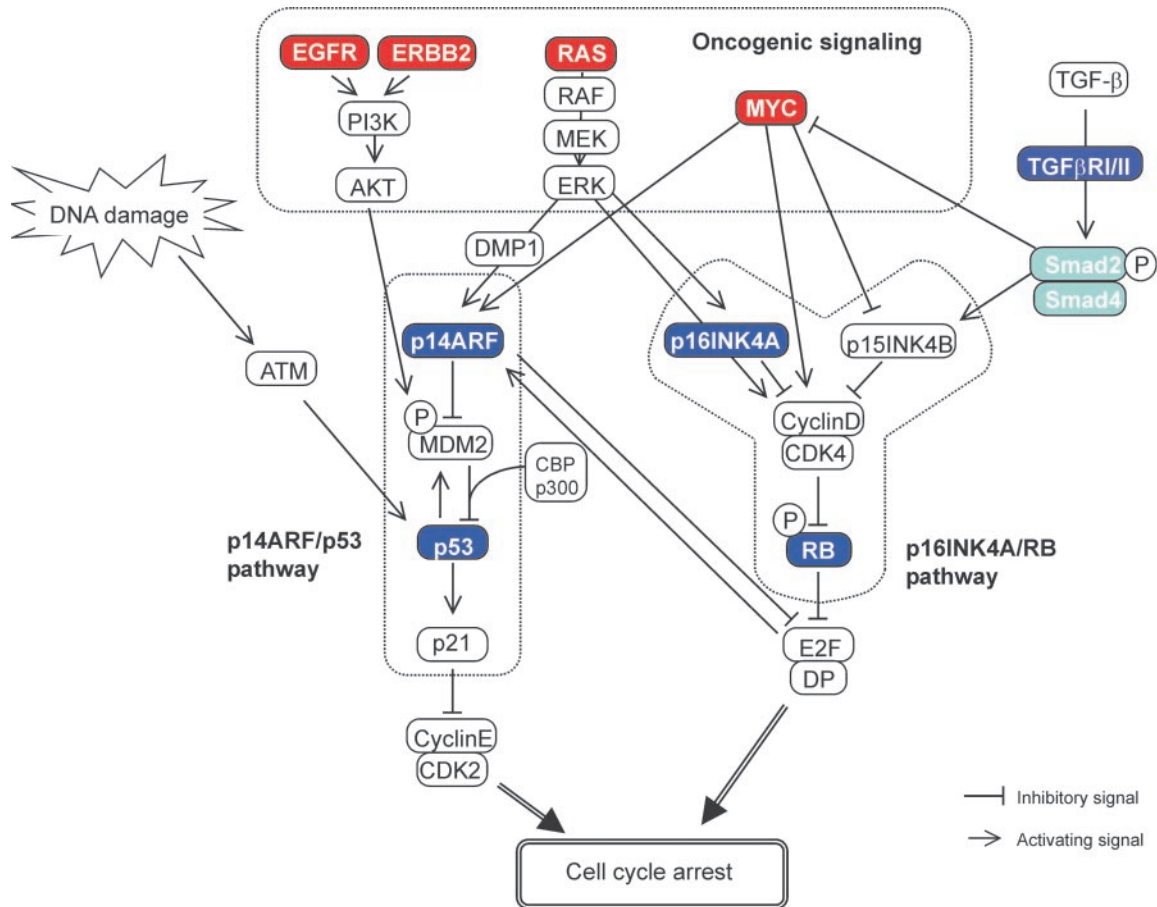 Oncogenic signaling
EGFR
ERBB2
RAS
PI3K
RAF
MEK
AKT
ERK
MYC
TGF-β
TGFβRI/II
Smad2
P
Smad4
DNA damage
DMP1
p14ARF
p16INK4A
p15INK4B
ATM
P
MDM2
CyclinD
CDK4
CBP
p300
P
p53
RB
p14ARF/p53
pathway
p16INK4A/RB
pathway
p21
E2F
DP
CyclinE
CDK2
Inhibitory signal
Activating signal
Cell cycle arrest